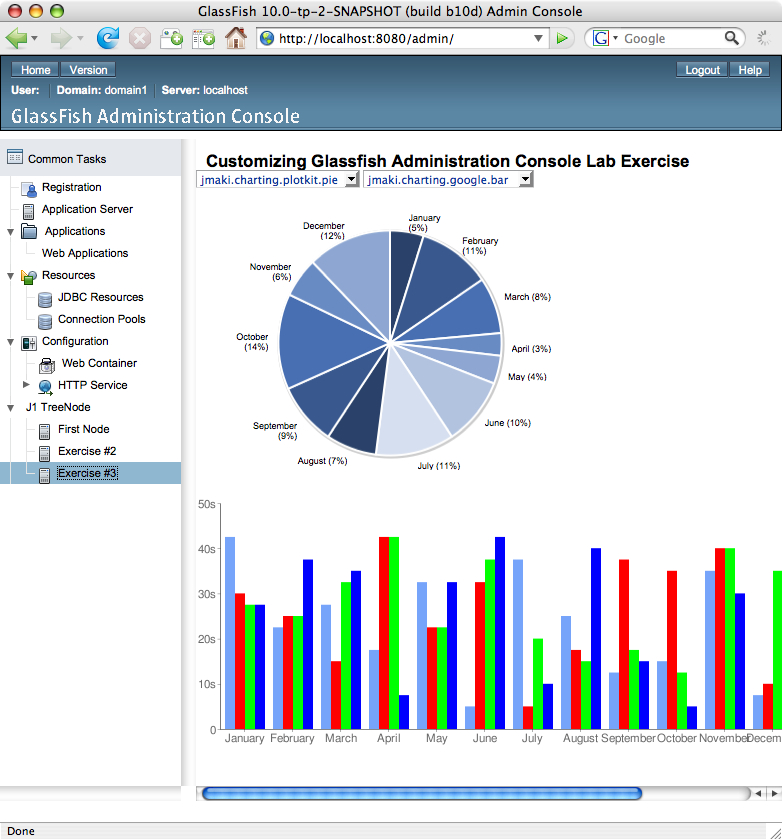 GlassFish 10.0-tp-2-SNAPSHOT (build b10d) Admin Console
http://localhost:8080/admin/
G Google
Home Version Logout Help
User: Domain: domain1 Server: localhost
GlassFish Administration Console
Common Tasks
Registration
Application Server
Applications
Web Applications
Resources
JDBC Resources
Connection Pools
Configuration
Web Container
HTTP Service
J1 TreeNode
First Node
Exercise #2
Exercise #3
Customizing Glassfish Administration Console Lab Exercise
jmaki.charting.plotkit.pie jmaki.charting.google.bar
January
(5%)
February
(11%)
March (8%)
April (3%)
May (4%)
June (10%)
July (11%)
August (7%)
September
(9%)
October
(14%)
November
(6%)
December
(12%)
50s
40s
30s
20s
10s
0
January February March April May June July August September October November Decem
Done